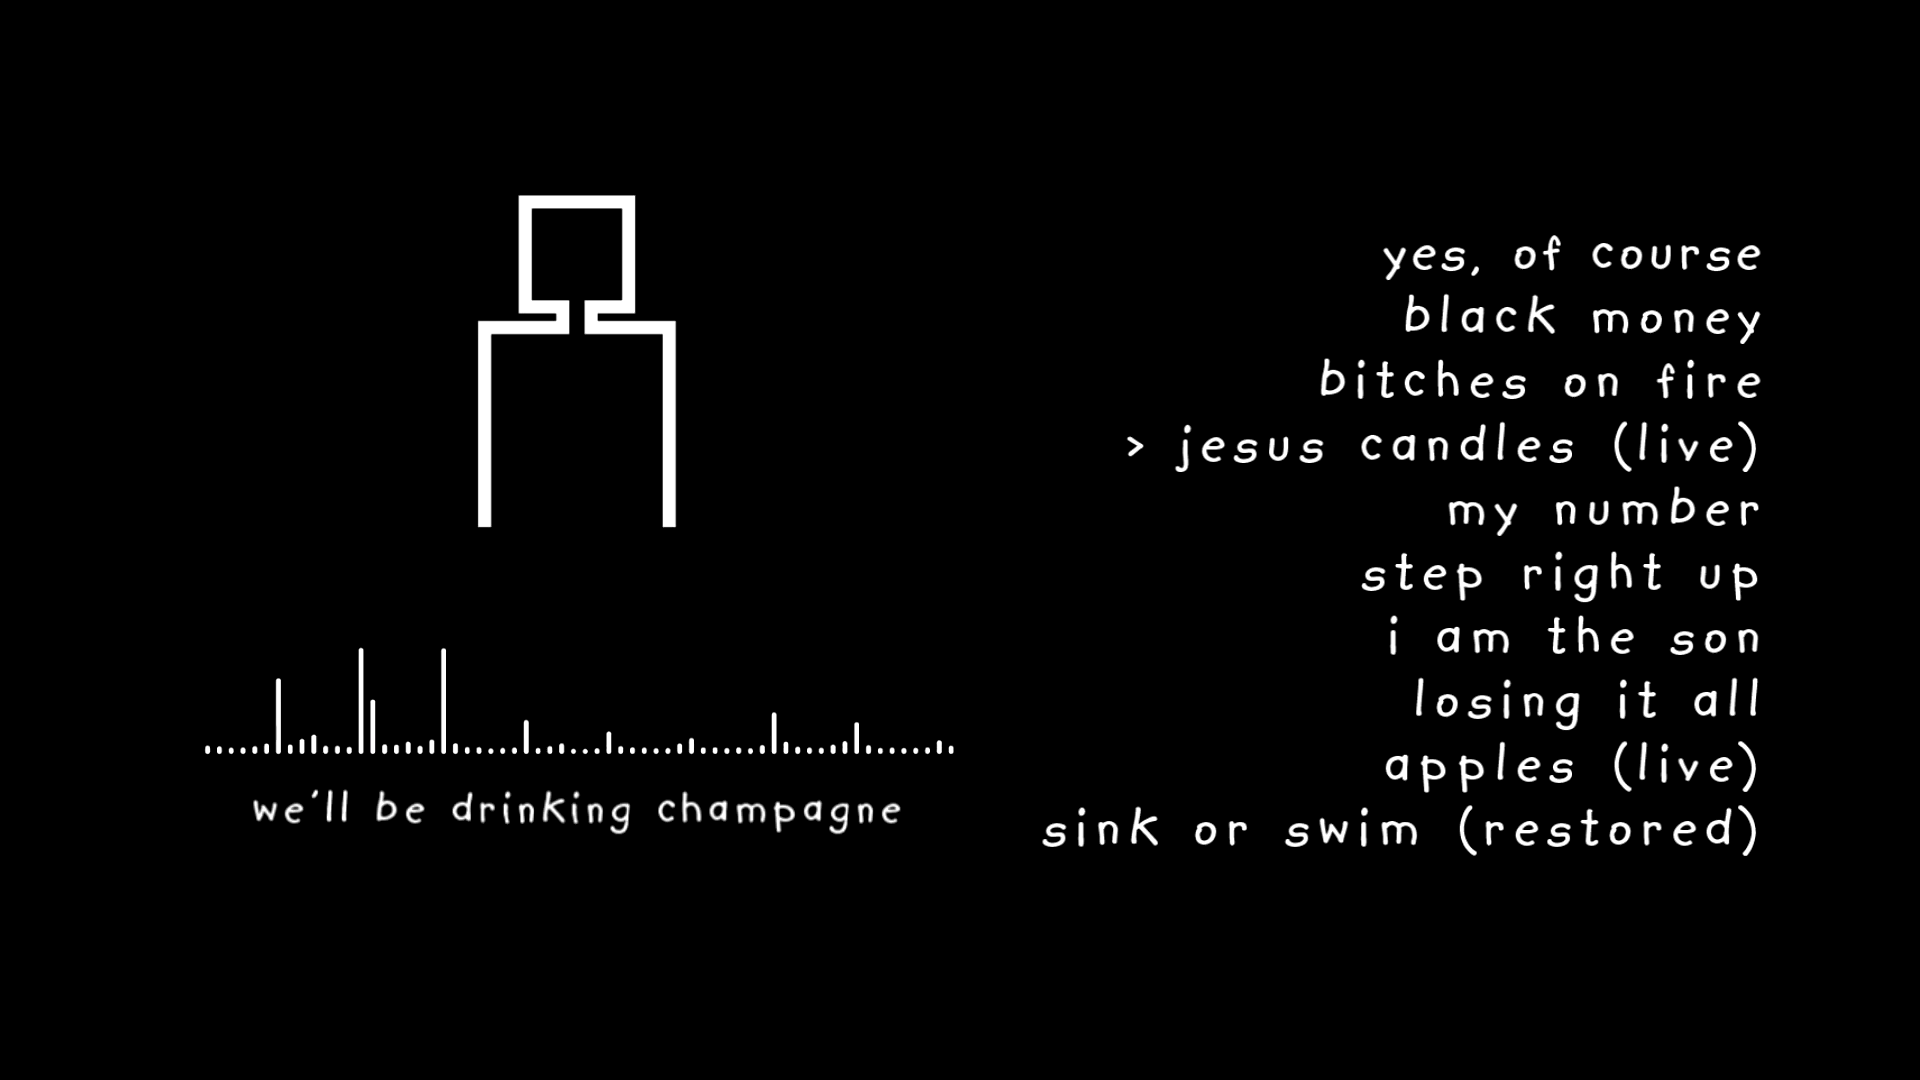 we'll be drinking champagne
yes, of course
black money
bitches on fire
> jesus candles (live)
my number
step right up
i am the son
losing it all
apples (live)
sink or swim (restored)